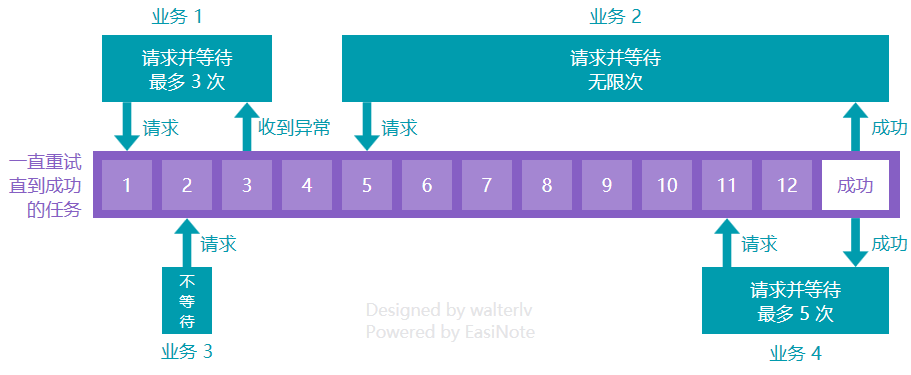 业务 1
业务 2
请求并等待
最多 3 次
请求并等待
无限次
请求
收到异常
请求
成功
一直重试
直到成功
的任务
1
2
3
4
5
6
7
8
9
10
11
12
成功
请求
请求
成功
不
等
待
请求并等待
最多 5 次
Designed by walterlv
Powered by EasiNote
业务 3
业务 4